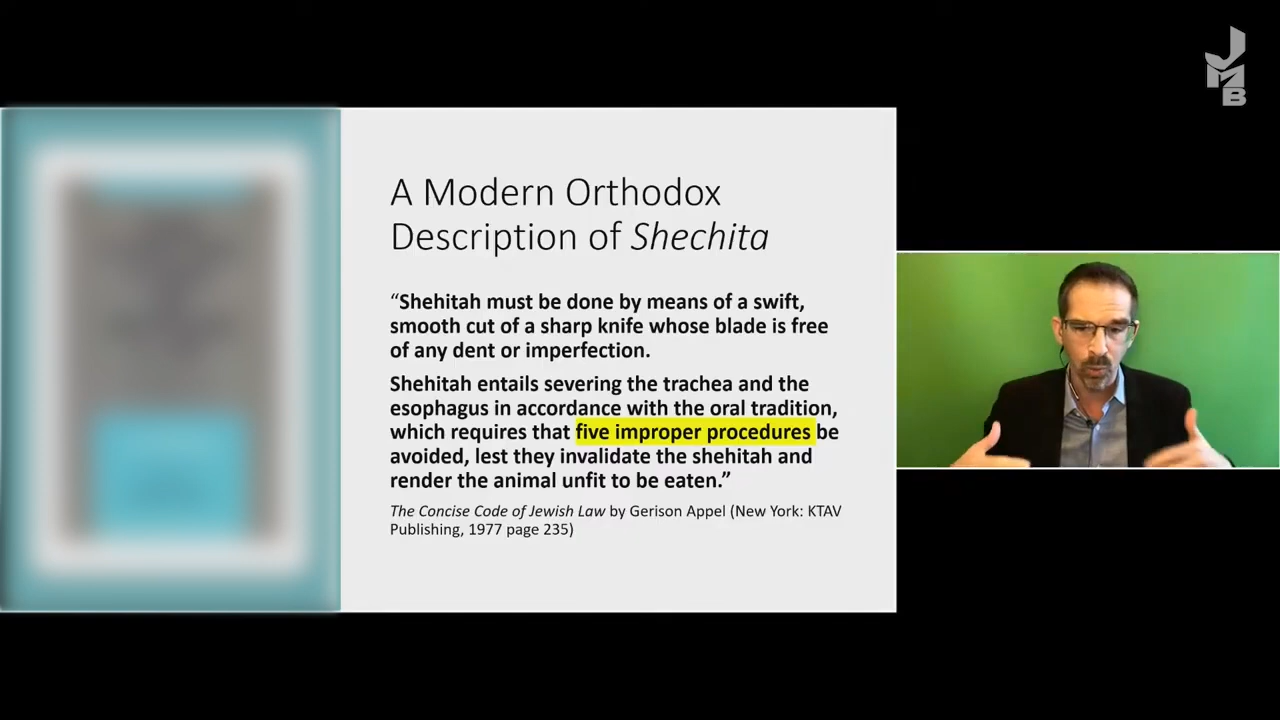 JMB
A Modern Orthodox
Description of Shechita
“Shehitah must be done by means of a swift,
smooth cut of a sharp knife whose blade is free
of any dent or imperfection.
Shehitah entails severing the trachea and the
esophagus in accordance with the oral tradition,
which requires that five improper procedures be
avoided, lest they invalidate the shehitah and
render the animal unfit to be eaten.”
The Concise Code of Jewish Law by Gerison Appel (New York: KTAV
Publishing, 1977 page 235)